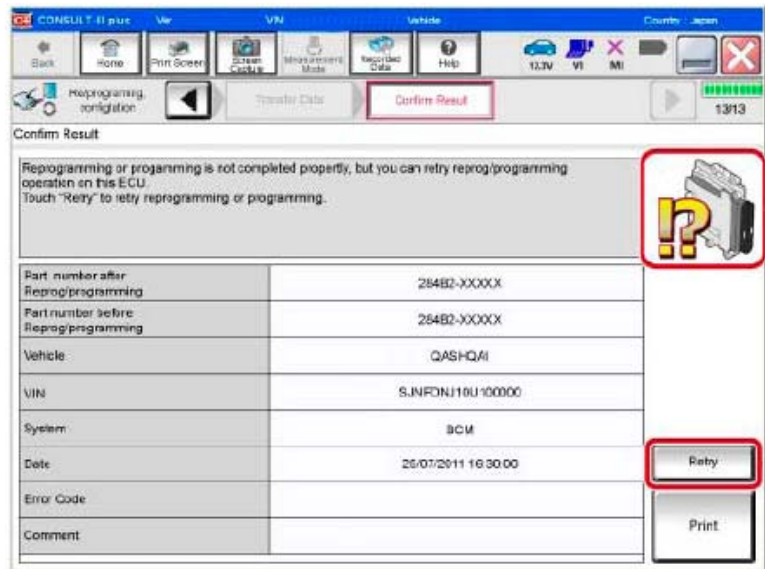 CONSULT-III plus Ver VIN Vehicle Country : Japan
Back
Home
Print Screen
Screen Capture
Measurement Mode
Recorded Data
Help
12.3V
VI
MI
Reprogramming, configration
Transfer Data
Confirm Result
13/13
Confirm Result
Reprogramming or progamming is not completed propertly, but you can retry reprog/programming
operation on this ECU.
Touch "Retry" to retry reprogramming or programming.
!?
Part number after
Reprog/programming
284B2-XXXXX
Part number before
Reprog/programming
284B2-XXXXX
Vehicle
QASHQAI
VIN
SJNFDNJ10U100000
System
BCM
Date
26/07/2011 16:30:00
Retry
Error Code
Comment
Print